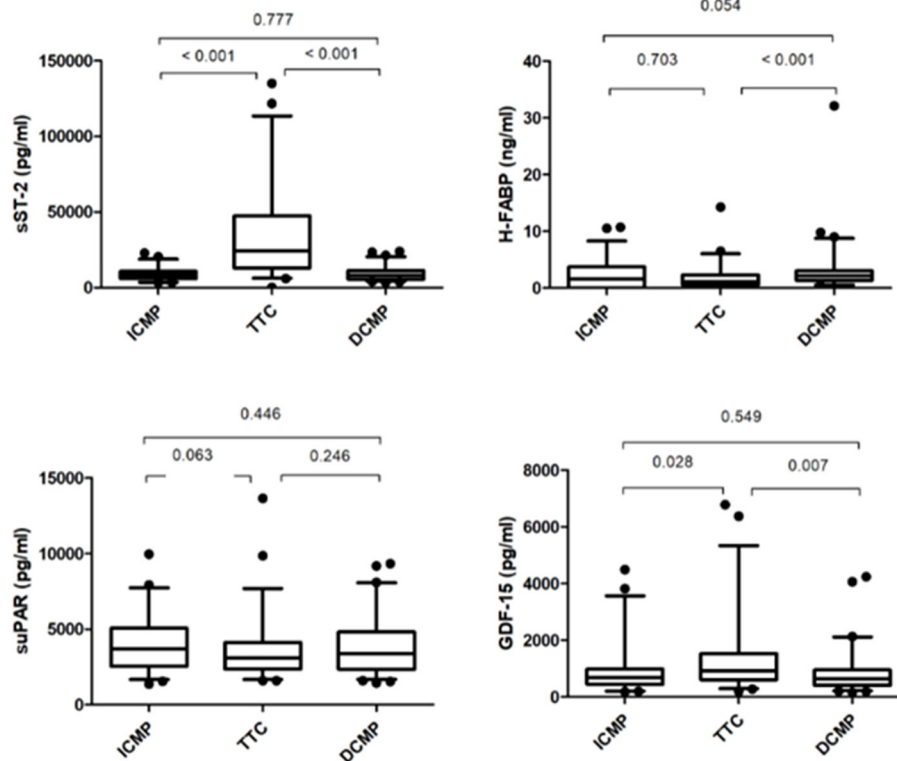 0.777
< 0.001
< 0.001
150000
100000
50000
0
sST-2 (pg/ml)
ICMP
TTC
DCMP
0.054
0.703
< 0.001
40
30
20
10
0
H-FABP (ng/ml)
ICMP
TTC
DCMP
0.446
0.063
0.246
15000
10000
5000
0
suPAR (pg/ml)
ICMP
TTC
DCMP
0.549
0.028
0.007
8000
6000
4000
2000
0
GDF-15 (pg/ml)
ICMP
TTC
DCMP